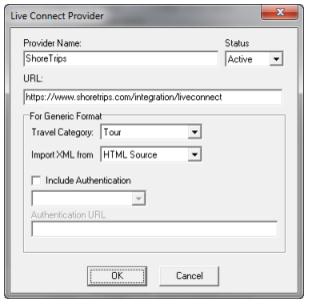 Live Connect Provider
Provider Name:
Status
ShoreTrips
Active
URL:
https://www.shoretrips.com/integration/liveconnect
For Generic Format
Travel Category: Tour
Import XML from HTML Source
Include Authentication
Authentication URL
OK
Cancel